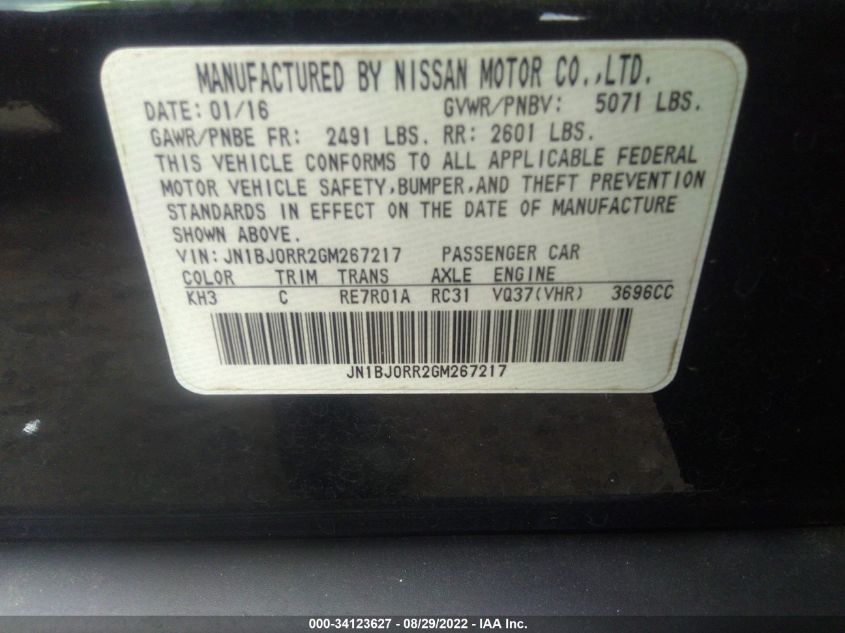 MANUFACTURED BY NISSAN MOTOR CO.,LTD.
DATE: 01/16 GVWR/PNBV: 5071 LBS.
GAWR/PNBE FR: 2491 LBS. RR: 2601 LBS.
THIS VEHICLE CONFORMS TO ALL APPLICABLE FEDERAL
MOTOR VEHICLE SAFETY,BUMPER,AND THEFT PREVENTION
STANDARDS IN EFFECT ON THE DATE OF MANUFACTURE
SHOWN ABOVE.
VIN: JN1BJ0RR2GM267217 PASSENGER CAR
COLOR TRIM TRANS AXLE ENGINE
KH3 C RE7R01A RC31 VQ37(VHR) 3696CC
JN1BJ0RR2GM267217
000-34123627 - 08/29/2022 - IAA Inc.